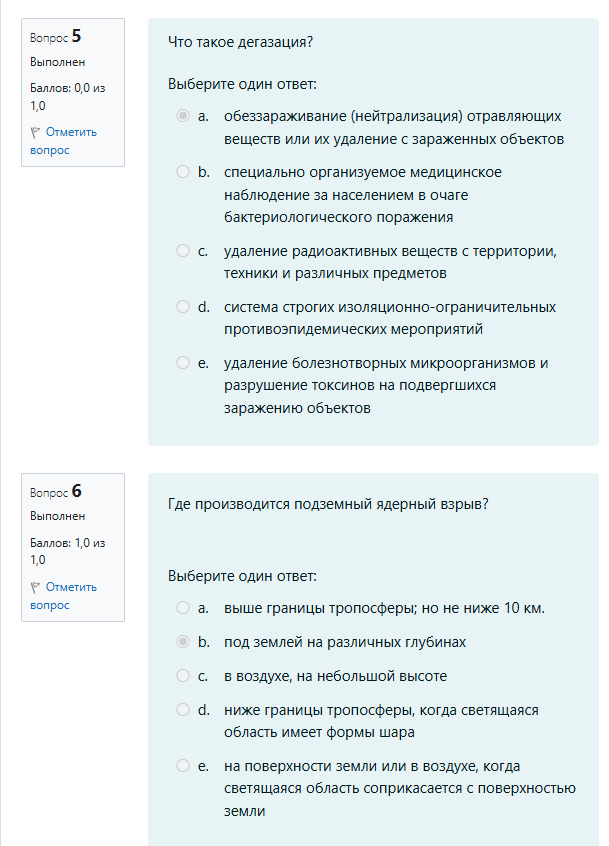 Вопрос 5
Выполнен
Баллов: 0,0 из
1,0
Отметить
вопрос
Что такое дегазация?
Выберите один ответ:
a. обеззараживание (нейтрализация) отравляющих
веществ или их удаление с зараженных объектов
b. специально организуемое медицинское
наблюдение за населением в очаге
бактериологического поражения
c. удаление радиоактивных веществ с территории,
техники и различных предметов
d. система строгих изоляционно-ограничительных
противоэпидемических мероприятий
e. удаление болезнотворных микроорганизмов и
разрушение токсинов на подвергшихся
заражению объектов
Вопрос 6
Выполнен
Баллов: 1,0 из
1,0
Отметить
вопрос
Где производится подземный ядерный взрыв?
Выберите один ответ:
a. выше границы тропосферы; но не ниже 10 км.
b. под землей на различных глубинах
c. в воздухе, на небольшой высоте
d. ниже границы тропосферы, когда светящаяся
область имеет формы шара
e. на поверхности земли или в воздухе, когда
светящаяся область соприкасается с поверхностью
земли